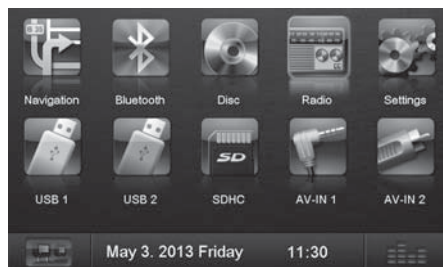 Navigation Bluetooth Disc Radio Settings
SD
USB 1 USB 2 SDHC AV-IN 1 AV-IN 2
May 3. 2013 Friday 11:30